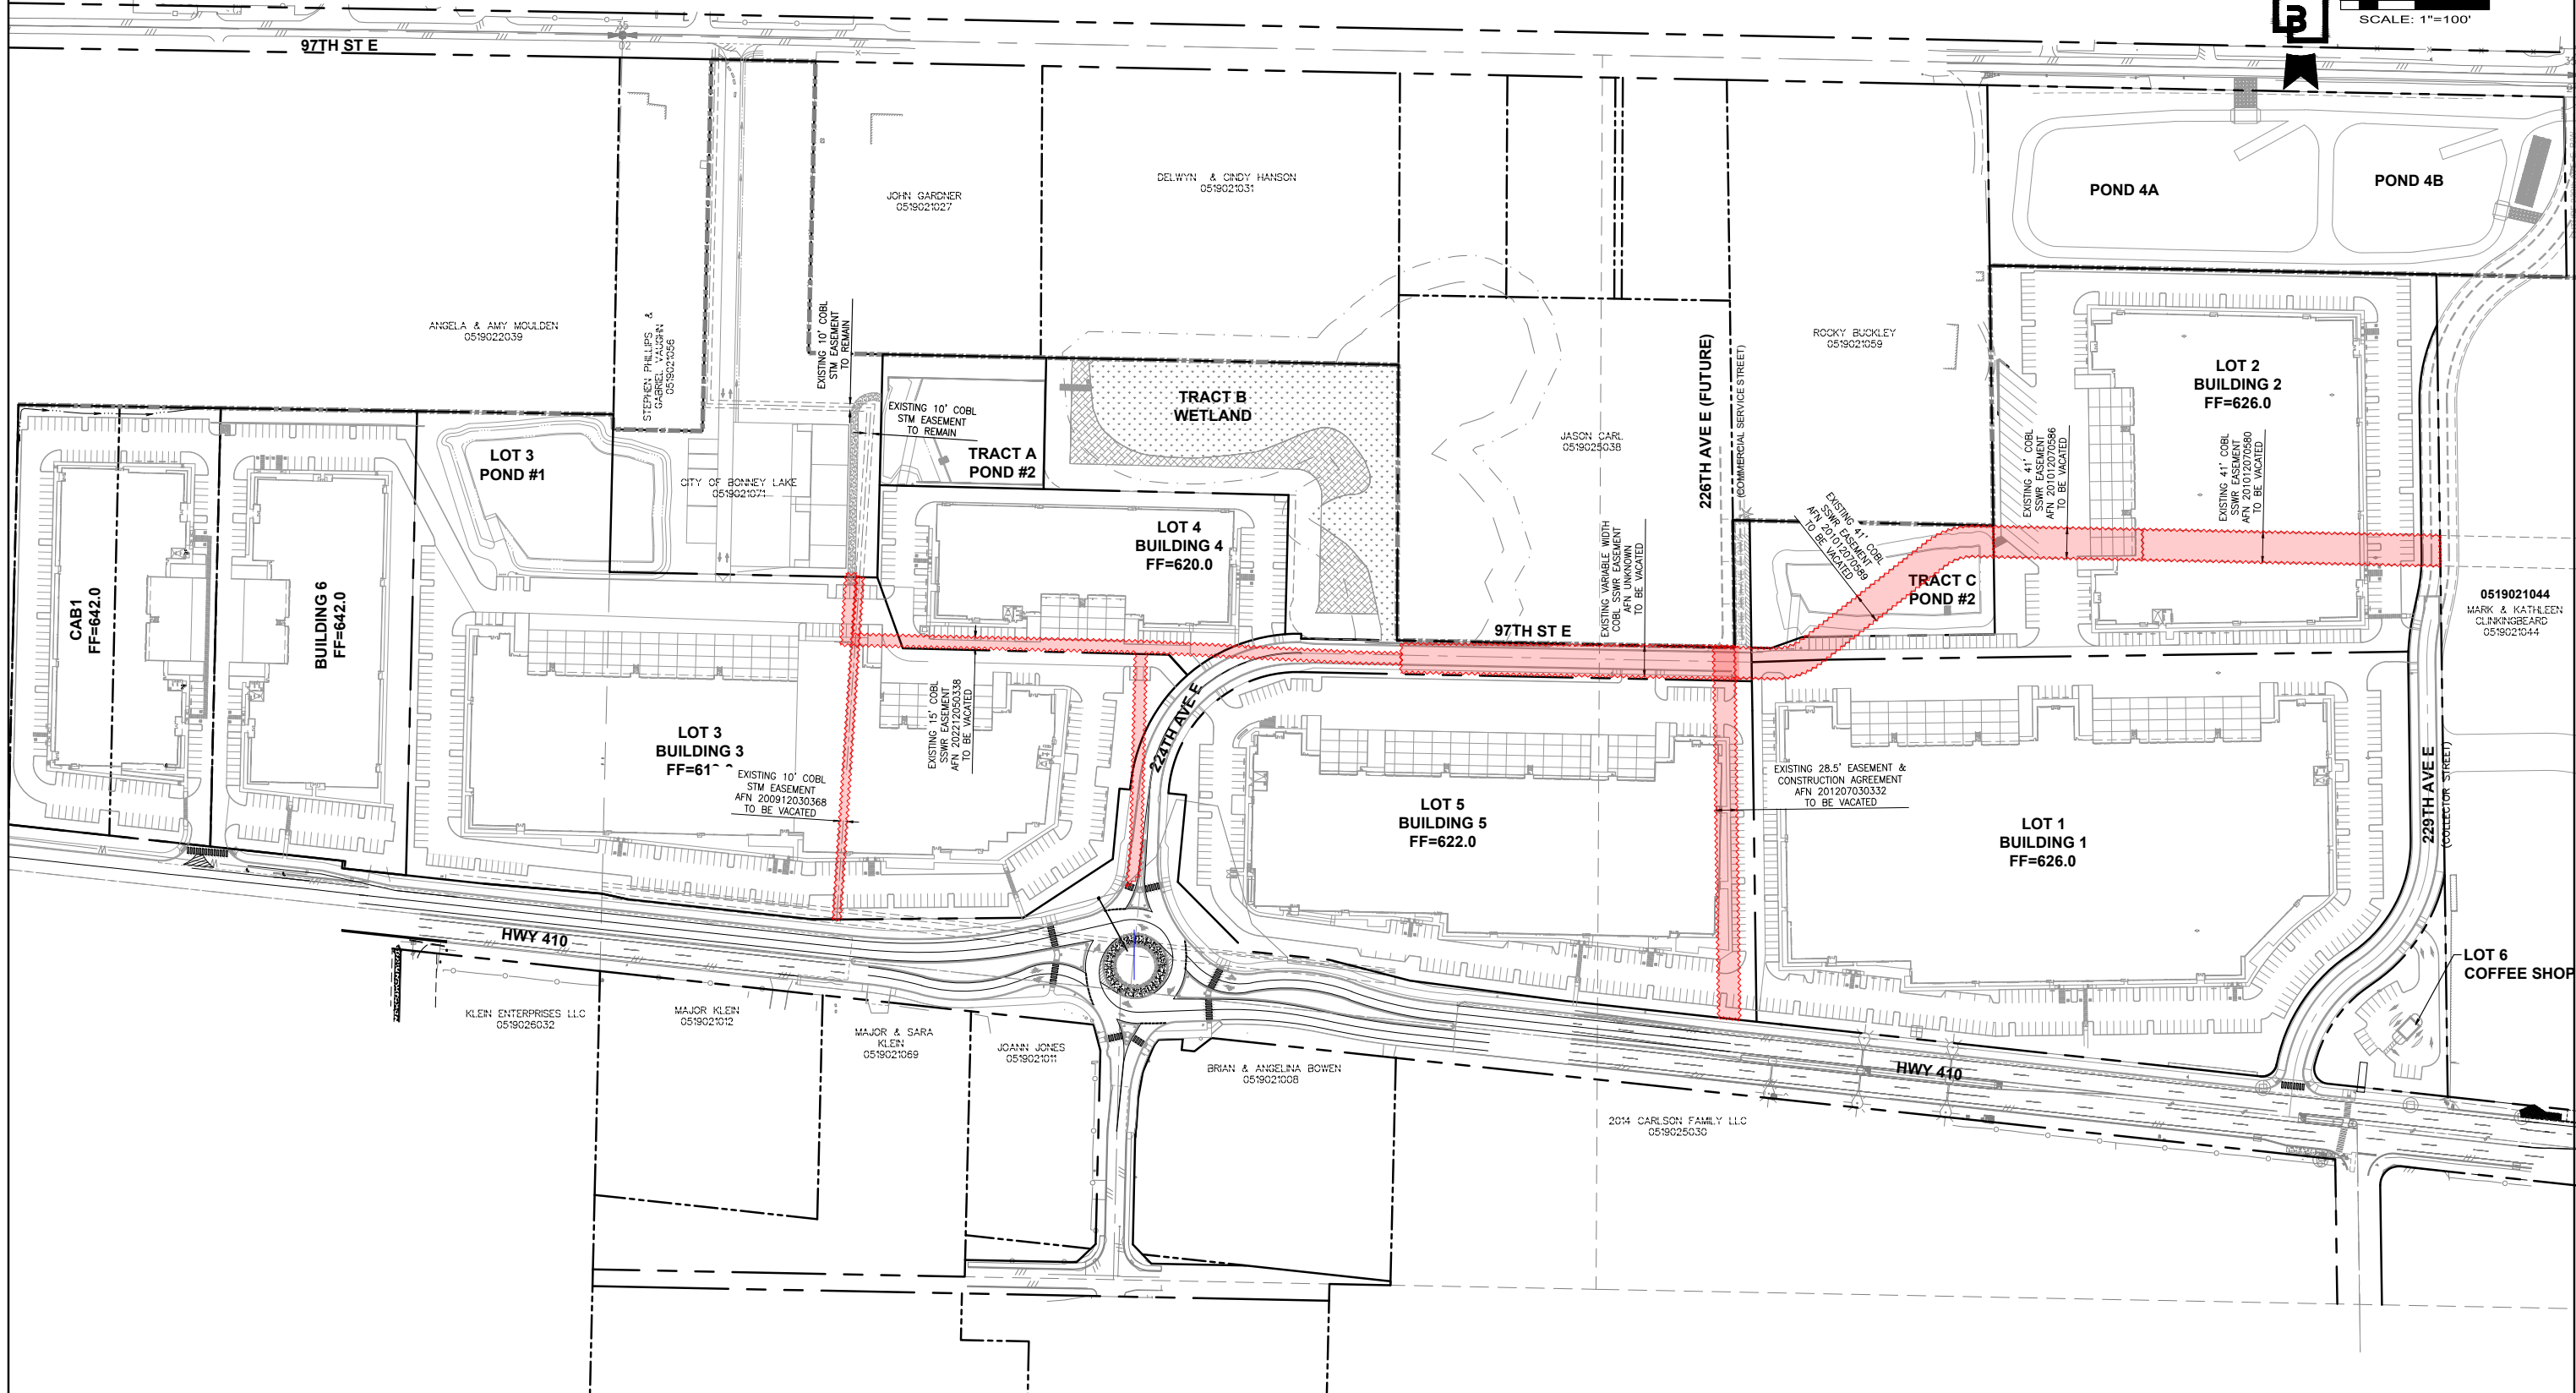 SCALE: 1"=100'
97TH ST E
35
02
POND 4A
POND 4B
DELWYN & CINDY HANSON
0519021031
JOHN GARDNER
0519021027
ANGELA & AMY MOULDEN
0519022039
STEPHEN PHILLIPS &
GABRIEL VAUGHN
0519021056
EXISTING 10' COBL
STM EASEMENT
TO REMAIN
EXISTING 10' COBL
STM EASEMENT
TO REMAIN
TRACT A
POND #2
TRACT B
WETLAND
JASON CARL
0519025038
226TH AVE E (FUTURE)
(COMMERCIAL SERVICE STREET)
ROCKY BUCKLEY
0519021059
LOT 2
BUILDING 2
FF=626.0
EXISTING 41' COBL
SSWR EASEMENT
AFN 201012070586
TO BE VACATED
EXISTING 41' COBL
SSWR EASEMENT
AFN 201012070580
TO BE VACATED
LOT 3
POND #1
CITY OF BONNEY LAKE
0519021071
LOT 4
BUILDING 4
FF=620.0
EXISTING VARIABLE WIDTH
COBL SSWR EASEMENT
AFN UNKNOWN
TO BE VACATED
EXISTING 41' COBL
SSWR EASEMENT
AFN 201012070589
TO BE VACATED
TRACT C
POND #2
0519021044
MARK & KATHLEEN
CLINKINGBEARD
0519021044
CAB1
FF=642.0
BUILDING 6
FF=642.0
97TH ST E
LOT 3
BUILDING 3
EXISTING 10' COBL
STM EASEMENT
AFN 200912030368
TO BE VACATED
EXISTING 15' COBL
SSWR EASEMENT
AFN 202212050338
TO BE VACATED
224TH AVE E
LOT 5
BUILDING 5
FF=622.0
EXISTING 28.5' EASEMENT &
CONSTRUCTION AGREEMENT
AFN 201207030332
TO BE VACATED
LOT 1
BUILDING 1
FF=626.0
229TH AVE E
(COLLECTOR STREET)
LOT 6
COFFEE SHOP
HWY 410
HWY 410
KLEIN ENTERPRISES LLC
0519026032
MAJOR KLEIN
0519021012
MAJOR & SARA
KLEIN
0519021069
JOANN JONES
0519021011
BRIAN & ANGELINA BOWEN
0519021008
2014 CARLSON FAMILY LLC
0519025030